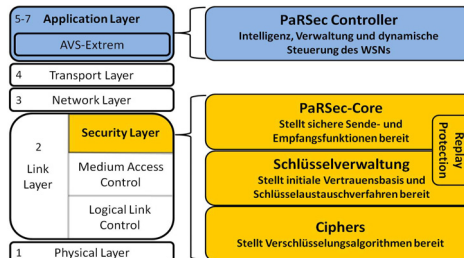 5-7 Application Layer
AVS-Extrem
4 Transport Layer
3 Network Layer
2
Link
Layer
Security Layer
Medium Access
Control
Logical Link
Control
1 Physical Layer
PaRSec Controller
Intelligenz, Verwaltung und dynamische
Steuerung des WSNs
PaRSec-Core
Stellt sichere Sende- und
Empfangsfunktionen bereit
Schlüsselverwaltung
Stellt initiale Vertrauensbasis und
Schlüsselaustauschverfahren bereit
Replay
Protection
Ciphers
Stellt Verschlüsselungsalgorithmen bereit